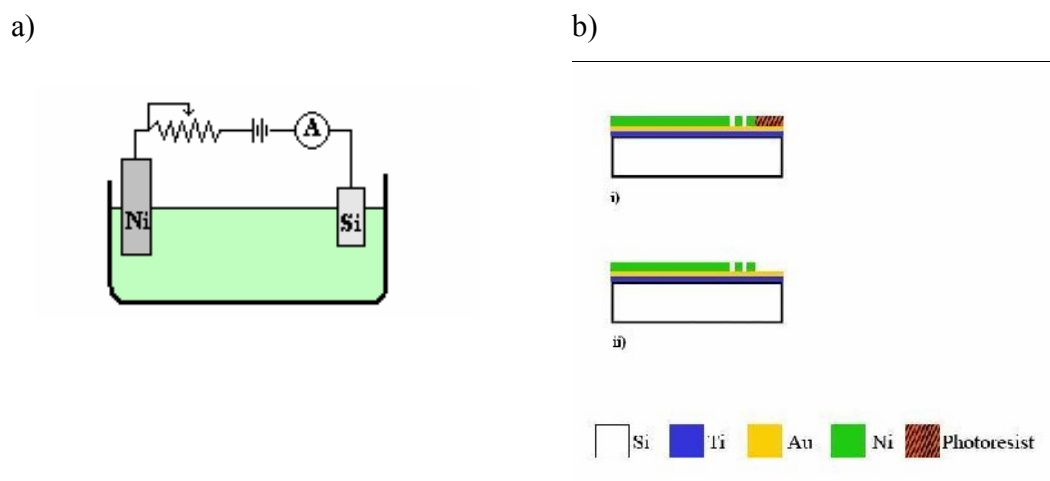 a)
b)
A
Ni
Si
i)
ii)
Si Ti Au Ni Photoresist